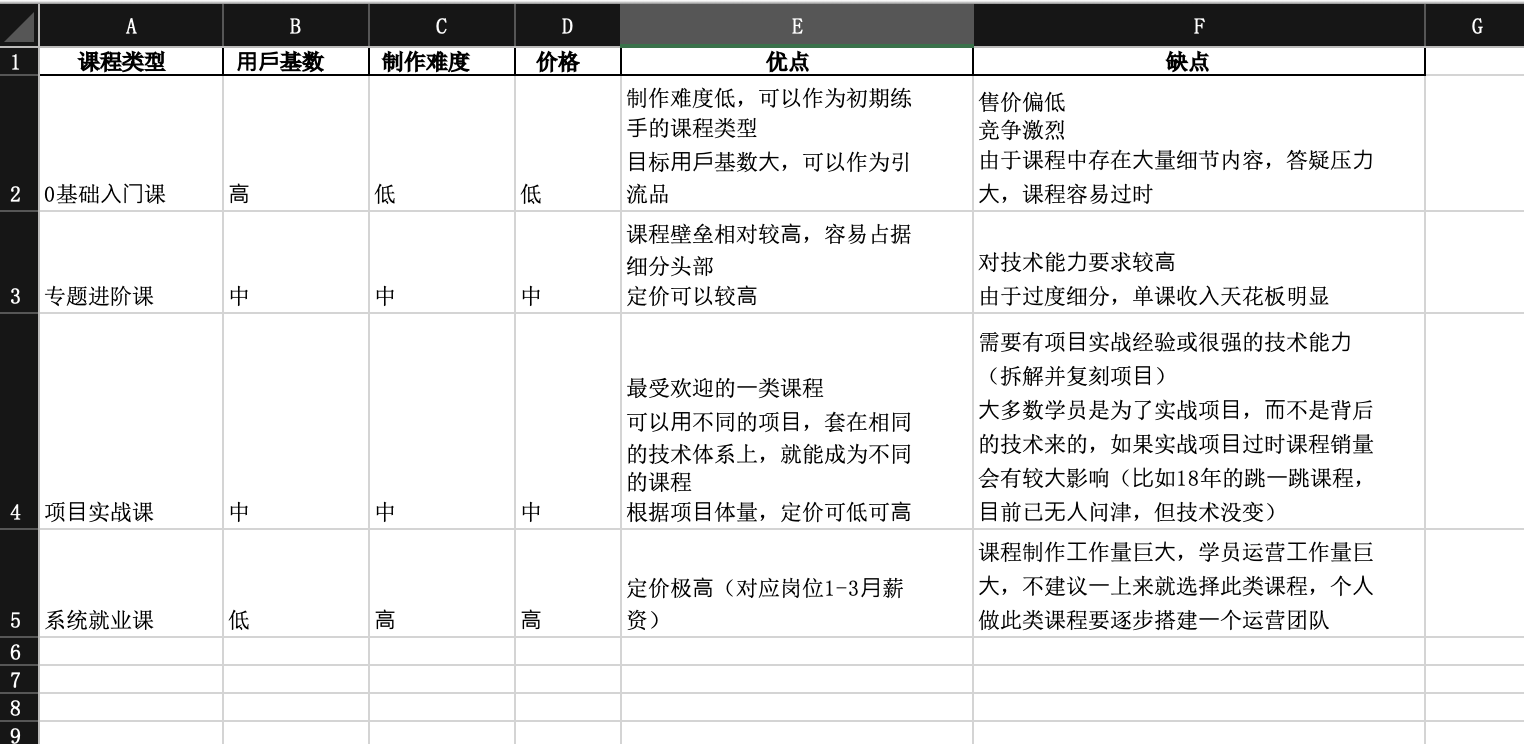 A B C D E F G
1 课程类型 用戶基数 制作难度 价格 优点 缺点
制作难度低，可以作为初期练
手的课程类型
目标用戶基数大，可以作为引
流品
售价偏低
竞争激烈
由于课程中存在大量细节内容，答疑压力
大，课程容易过时
2 0基础入门课 高 低 低
课程壁垒相对较高，容易占据
细分头部
定价可以较高
对技术能力要求较高
由于过度细分，单课收入天花板明显
3 专题进阶课 中 中 中
最受欢迎的一类课程
可以用不同的项目，套在相同
的技术体系上，就能成为不同
的课程
根据项目体量，定价可低可高
需要有项目实战经验或很强的技术能力
（拆解并复刻项目）
大多数学员是为了实战项目，而不是背后
的技术来的，如果实战项目过时课程销量
会有较大影响（比如18年的跳一跳课程，
目前已无人问津，但技术没变）
4 项目实战课 中 中 中
定价极高（对应岗位1-3月薪
资）
课程制作工作量巨大，学员运营工作量巨
大，不建议一上来就选择此类课程，个人
做此类课程要逐步搭建一个运营团队
5 系统就业课 低 高 高
6
7
8
9